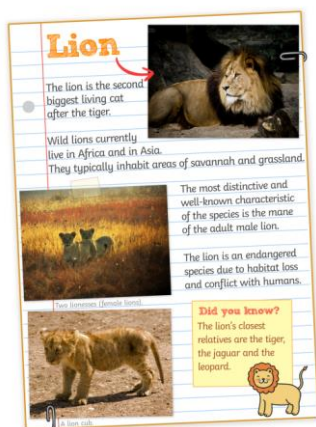 Lion
The lion is the second
biggest living cat
after the tiger.
Wild lions currently
live in Africa and in Asia.
They typically inhabit areas of savannah and grassland.
The most distinctive and
well-known characteristic
of the species is the mane
of the adult male lion.
The lion is an endangered
species due to habitat loss
and conflict with humans.
Two lionesses (female lions).
Did you know?
The lion's closest
relatives are the tiger,
the jaguar and the
leopard.
A lion cub.